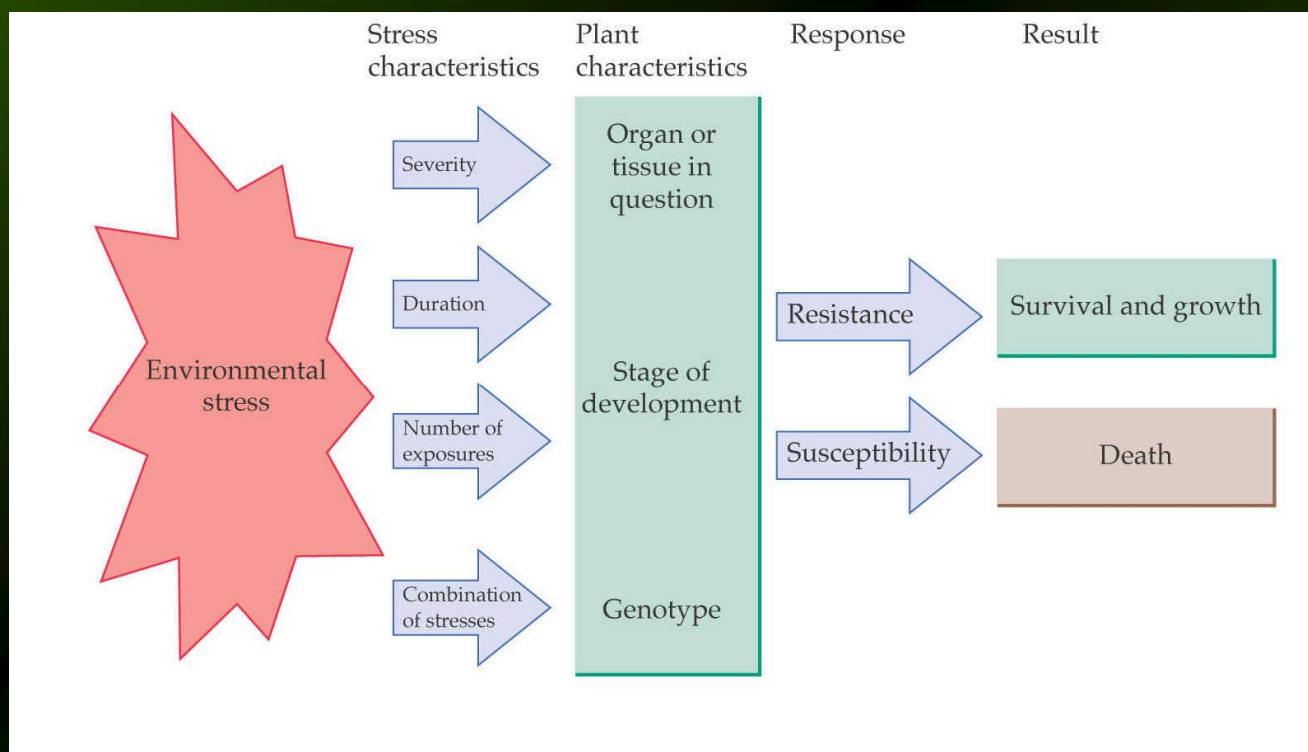 Stress
characteristics
Plant
characteristics
Response
Result
Environmental
stress
Severity
Duration
Number of
exposures
Combination
of stresses
Organ or
tissue in
question
Stage of
development
Genotype
Resistance
Susceptibility
Survival and growth
Death